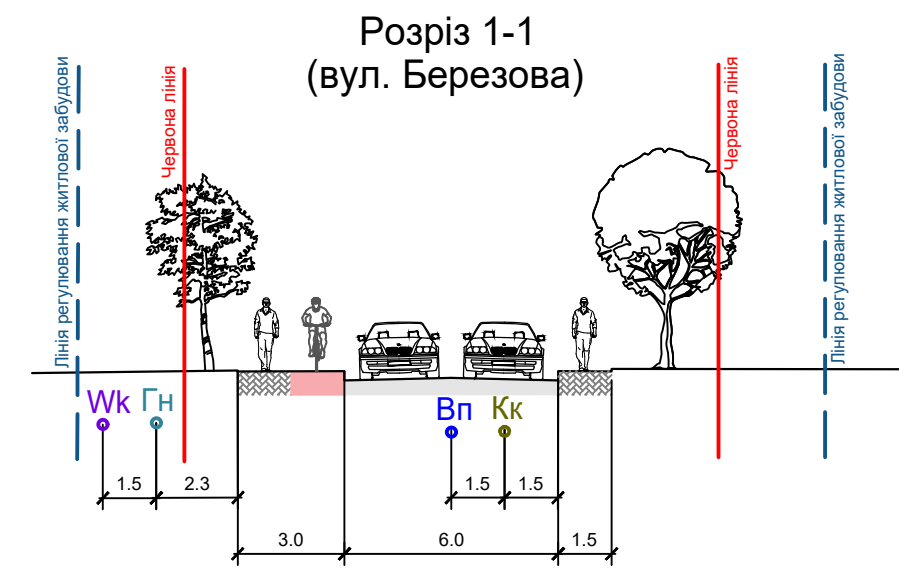 Розріз 1-1
(вул. Березова)
Лінія регулювання житлової забудови
Червона лінія
Червона лінія
Лінія регулювання житлової забудови
Wk Гн
Вп Кк
1.5 2.3
1.5 1.5
3.0 6.0 1.5